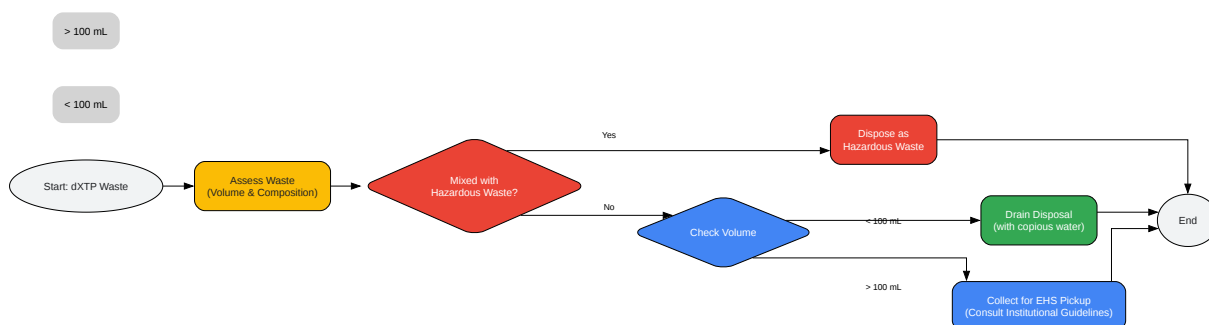 > 100 mL
< 100 mL
Start: dXTP Waste
Assess Waste
(Volume & Composition)
Mixed with
Hazardous Waste?
Yes
No
Dispose as
Hazardous Waste
Check Volume
< 100 mL
> 100 mL
Drain Disposal
(with copious water)
Collect for EHS Pickup
(Consult Institutional Guidelines)
End